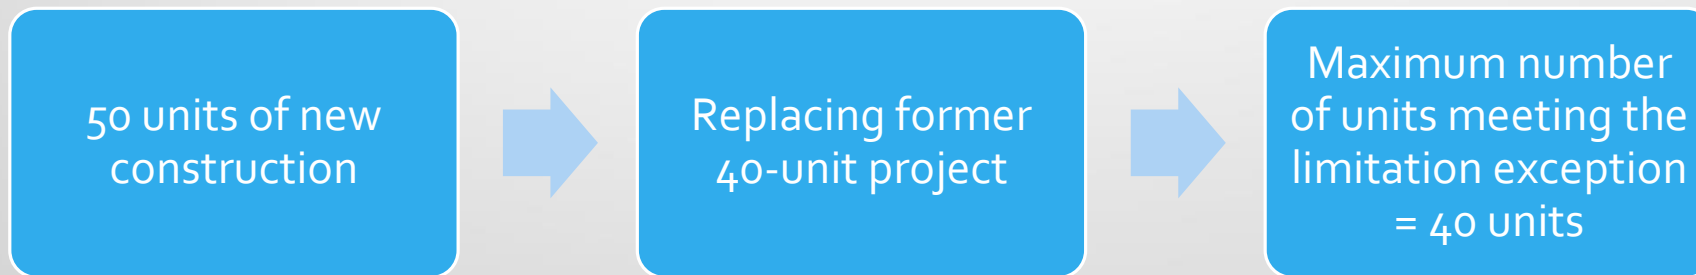 50 units of new
construction
Replacing former
40-unit project
Maximum number
of units meeting the
limitation exception
= 40 units